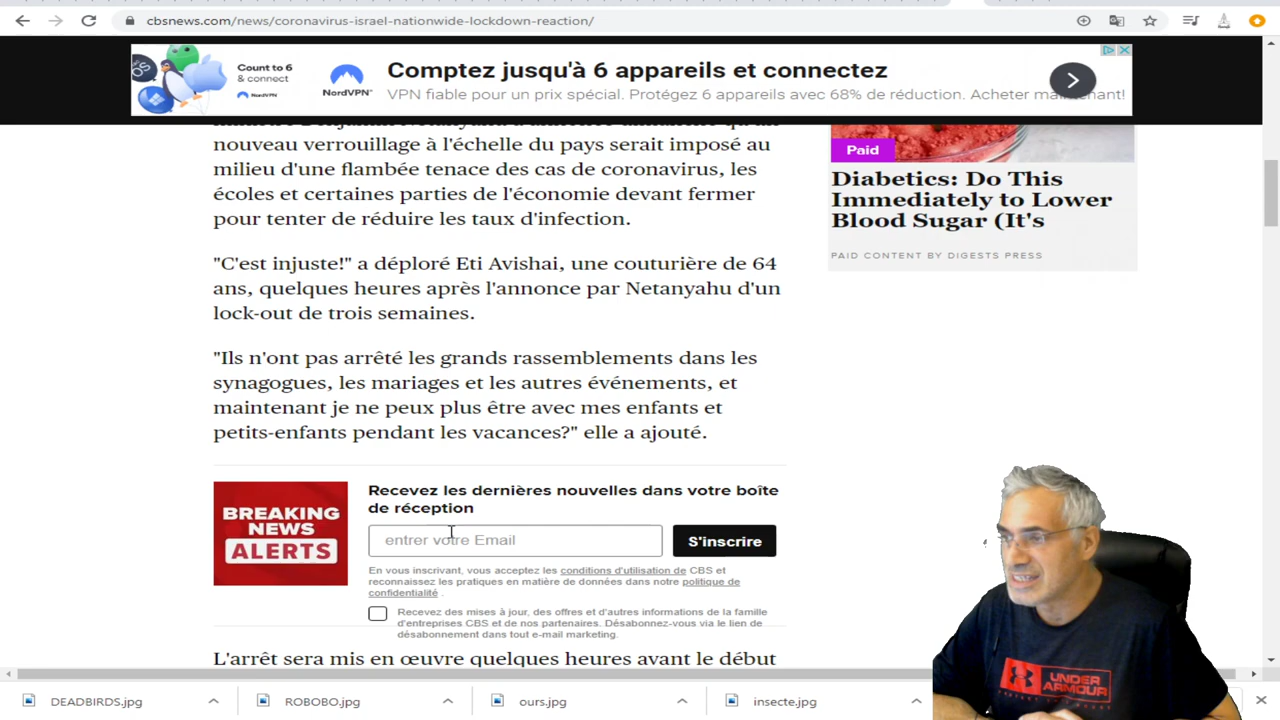 cbsnews.com/news/coronavirus-israel-nationwide-lockdown-reaction/
Count to 6
& connect
NordVPN
NORDVPN
Comptez jusqu'à 6 appareils et connectez
VPN fiable pour un prix spécial. Protégez 6 appareils avec 68% de réduction. Acheter maintenant!
nouveau verrouillage à l'échelle du pays serait imposé au
milieu d'une flambée tenace des cas de coronavirus, les
écoles et certaines parties de l'économie devant fermer
pour tenter de réduire les taux d'infection.
"C'est injuste!" a déploré Eti Avishai, une couturière de 64
ans, quelques heures après l'annonce par Netanyahu d'un
lock-out de trois semaines.
"Ils n'ont pas arrêté les grands rassemblements dans les
synagogues, les mariages et les autres événements, et
maintenant je ne peux plus être avec mes enfants et
petits-enfants pendant les vacances?" elle a ajouté.
BREAKING
NEWS
ALERTS
Recevez les dernières nouvelles dans votre boîte
de réception
entrer votre Email
S'inscrire
En vous inscrivant, vous acceptez les conditions d'utilisation de CBS et
reconnaissez les pratiques en matière de données dans notre politique de
confidentialité .
Recevez des mises à jour, des offres et d'autres informations de la famille
d'entreprises CBS et de nos partenaires. Désabonnez-vous via le lien de
désabonnement dans tout e-mail marketing.
L'arrêt sera mis en œuvre quelques heures avant le début
Paid
Diabetics: Do This
Immediately to Lower
Blood Sugar (It's
PAID CONTENT BY DIGESTS PRESS
UNDER
ARMOUR
DEADBIRDS.jpg
ROBOBO.jpg
ours.jpg
insecte.jpg